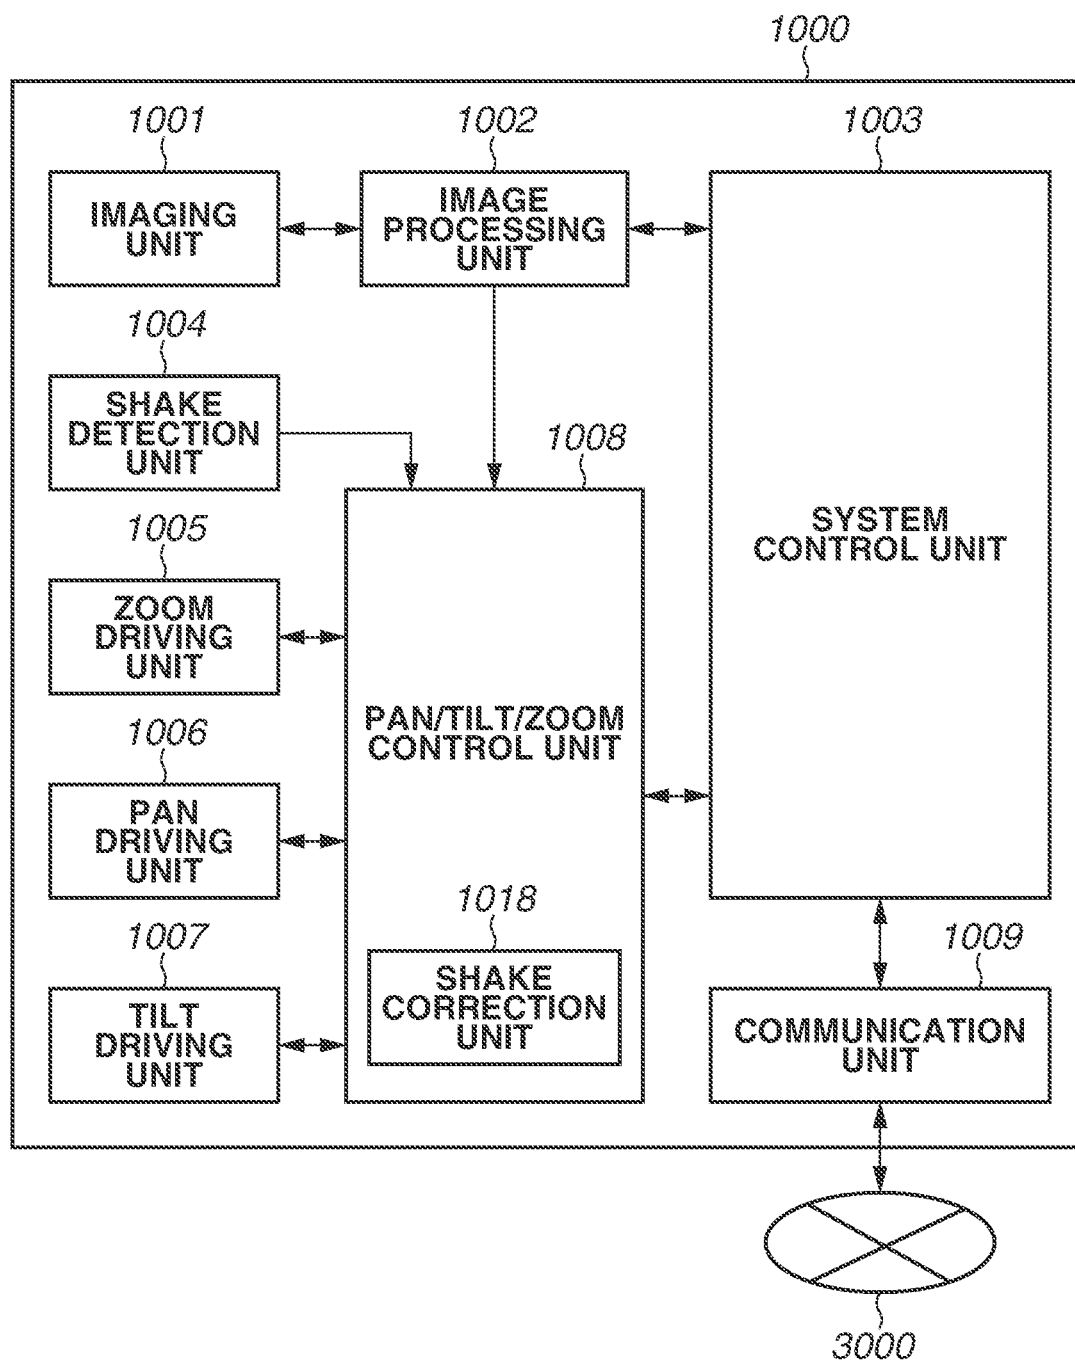 1000
1001
IMAGING
UNIT
1002
IMAGE
PROCESSING
UNIT
1003
SYSTEM
CONTROL UNIT
1004
SHAKE
DETECTION
UNIT
1005
ZOOM
DRIVING
UNIT
1006
PAN
DRIVING
UNIT
1007
TILT
DRIVING
UNIT
1008
PAN/TILT/ZOOM
CONTROL UNIT
1018
SHAKE
CORRECTION
UNIT
1009
COMMUNICATION
UNIT
3000